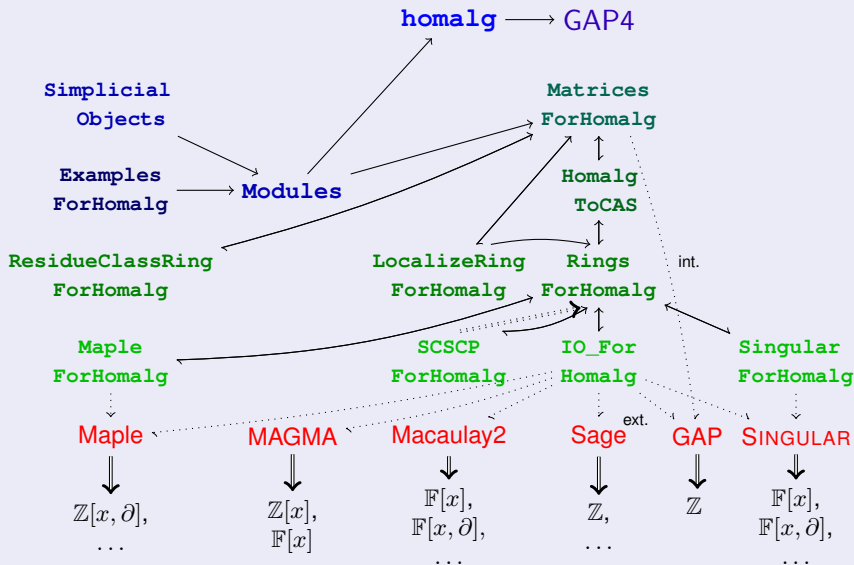 homalg GAP4
Simplicial
Objects
Matrices
ForHomalg
Examples
ForHomalg
Modules
Homalg
ToCAS
ResidueClassRing
ForHomalg
LocalizeRing
ForHomalg
Rings
ForHomalg
int.
Maple
ForHomalg
SCSCP
ForHomalg
IO_For
Homalg
Singular
ForHomalg
ext.
Maple MAGMA Macaulay2 Sage GAP SINGULAR
ℤ[x, ∂],
...
ℤ[x],
𝔽[x]
𝔽[x],
𝔽[x, ∂],
...
ℤ,
...
ℤ
𝔽[x],
𝔽[x, ∂],
...